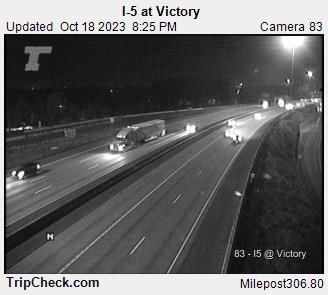 I-5 at Victory
Updated Oct 18 2023 8:25 PM Camera 83
T
N
83 - I5 @ Victory
TripCheck.com Milepost306.80